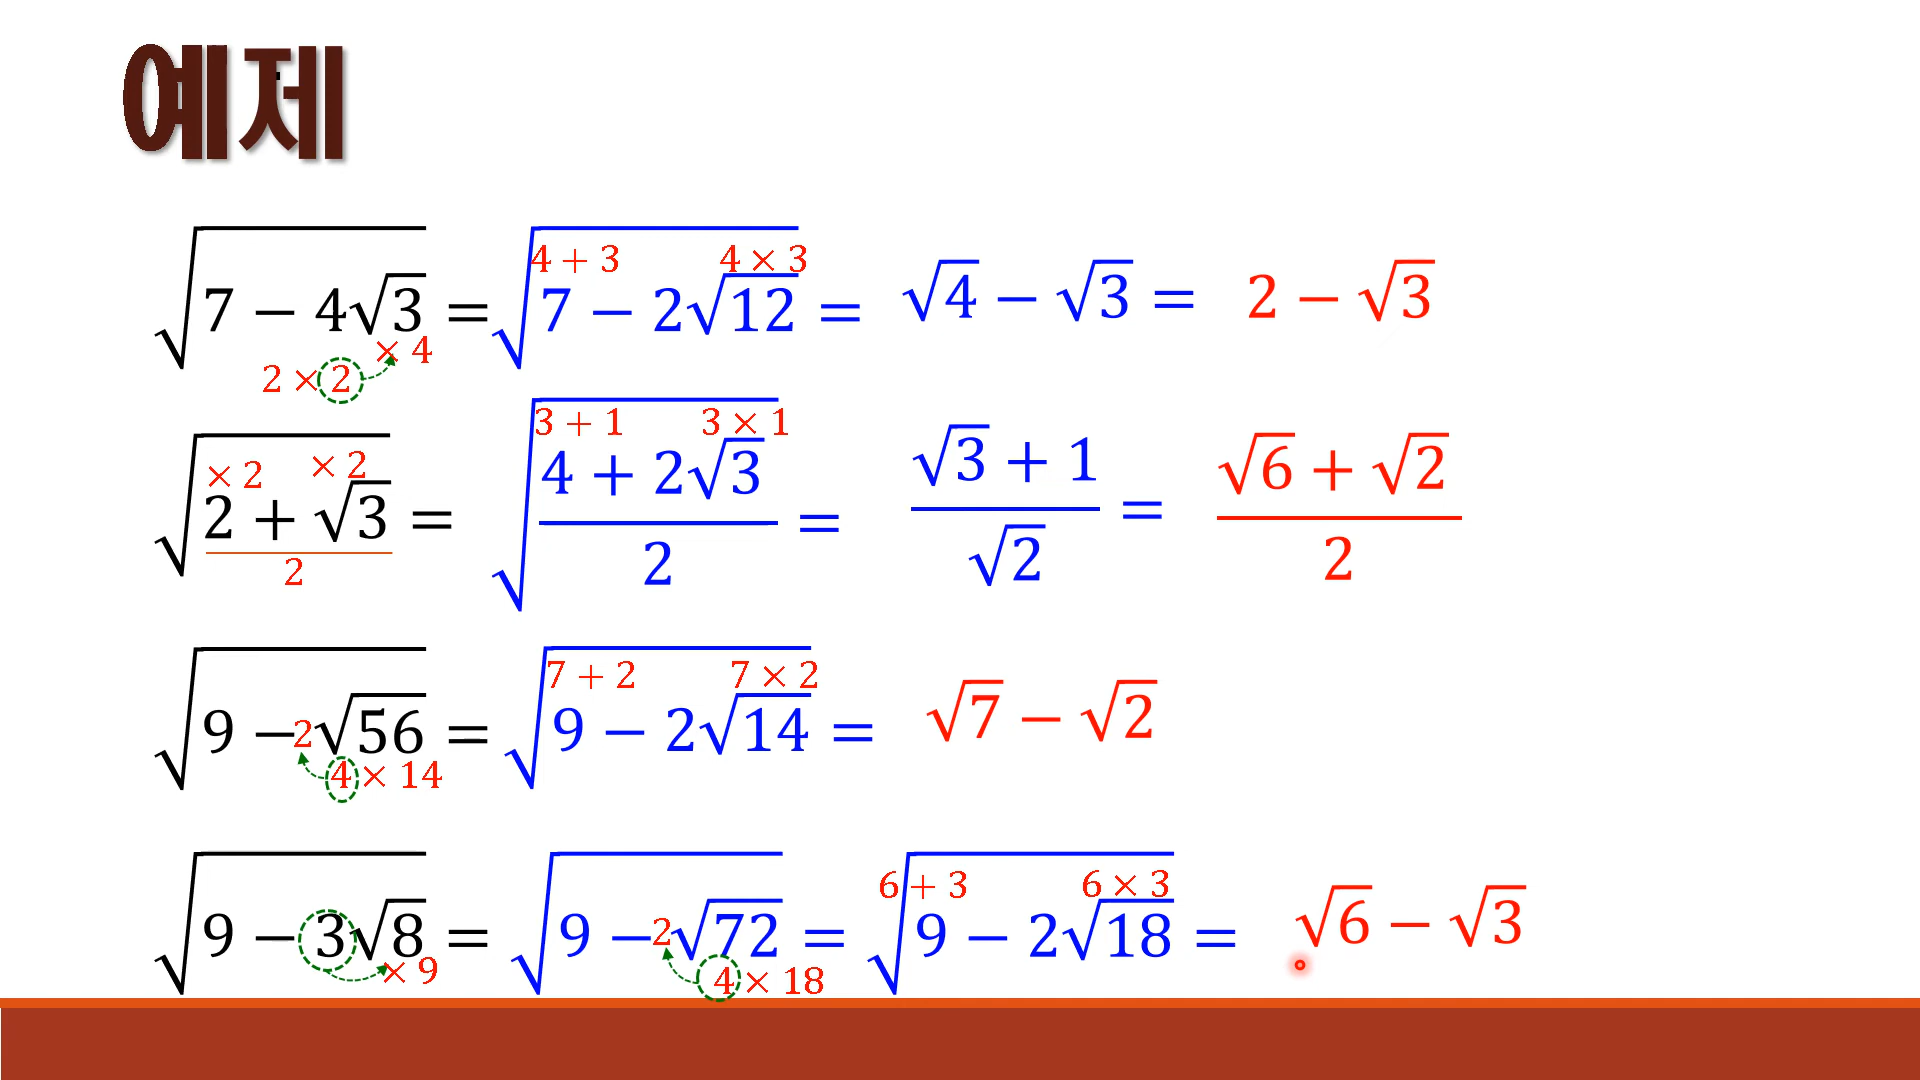 예제
√(7 − 4√3) = √(7 − 2√12) = √4 − √3 = 2 − √3
4 + 3 4 × 3
2 × 2 × 4
√(2 + √3) = √((4 + 2√3)/2) = (√3 + 1)/√2 = (√6 + √2)/2
× 2 × 2 3 + 1 3 × 1
2
√(9 − √56) = √(9 − 2√14) = √7 − √2
2 7 + 2 7 × 2
4 × 14
√(9 − 3√8) = √(9 − √72) = √(9 − 2√18) = √6 − √3
2 6 + 3 6 × 3
× 9 4 × 18